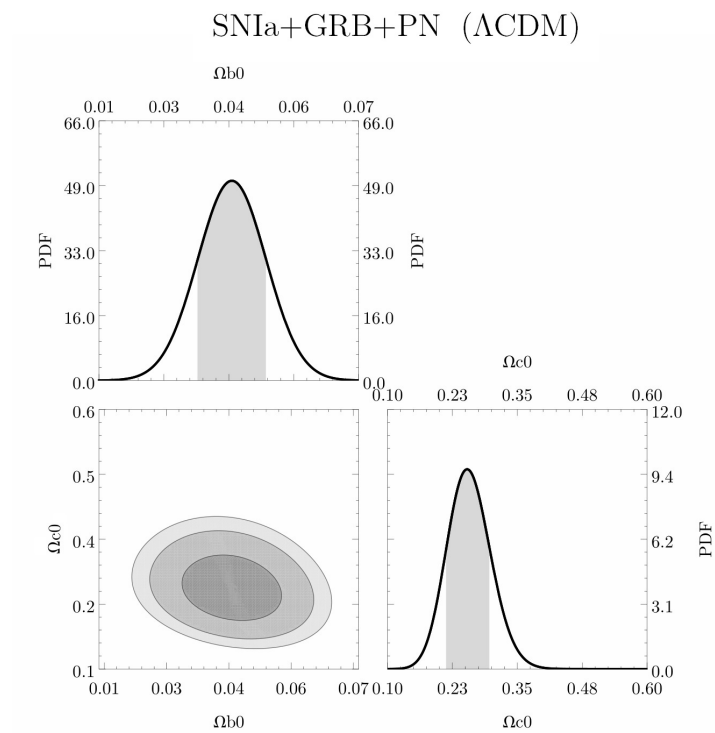 SNIa+GRB+PN (ΛCDM)
Ωb0
0.01 0.03 0.04 0.06 0.07
66.0 66.0
49.0 49.0
PDF 33.0 33.0 PDF
16.0 16.0
0.0 0.0
Ωc0
0.10 0.23 0.35 0.48 0.60
0.6 12.0
0.5 9.4
Ωc0 0.4 6.2 PDF
0.2 3.1
0.1 0.0
0.01 0.03 0.04 0.06 0.07 0.10 0.23 0.35 0.48 0.60
Ωb0 Ωc0